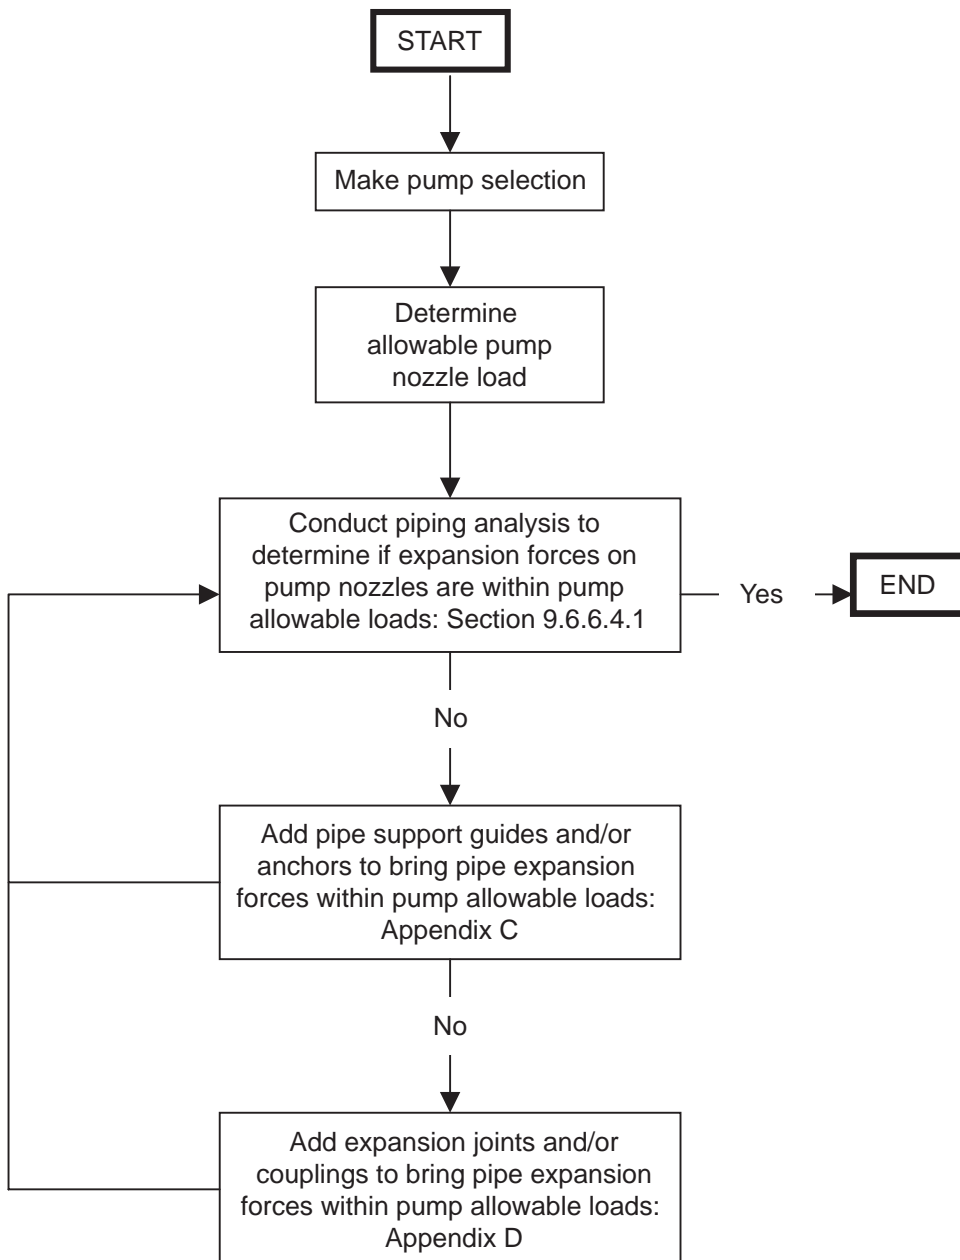 START
Make pump selection
Determine
allowable pump
nozzle load
Conduct piping analysis to
determine if expansion forces on
pump nozzles are within pump
allowable loads: Section 9.6.6.4.1
Yes
END
No
Add pipe support guides and/or
anchors to bring pipe expansion
forces within pump allowable loads:
Appendix C
No
Add expansion joints and/or
couplings to bring pipe expansion
forces within pump allowable loads:
Appendix D